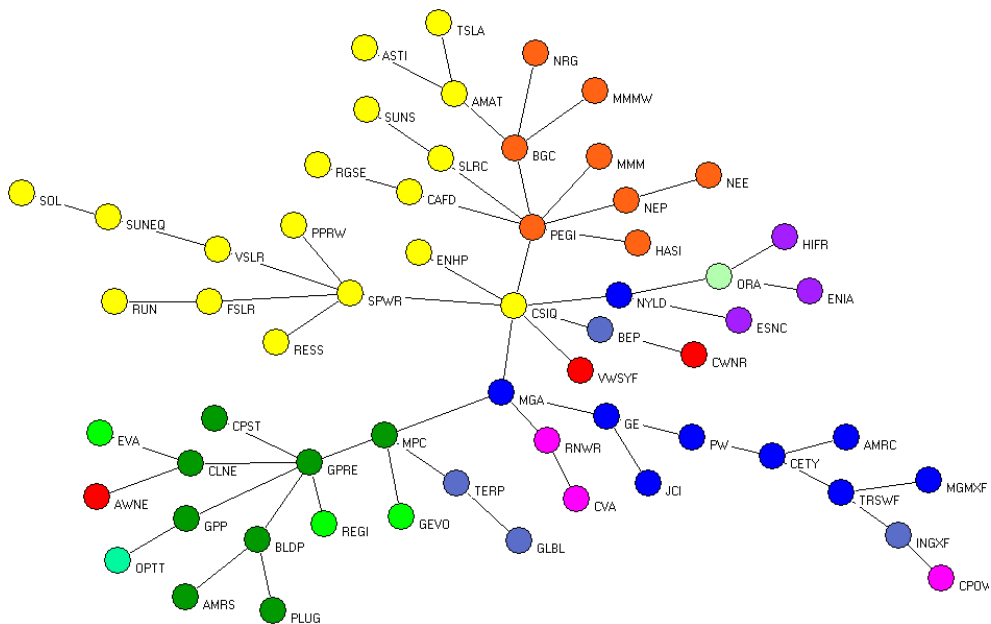 TSLA
ASTI
NRG
AMAT
MMMW
SUNS
BGC
MMM
SLRC
RGSE
NEE
CAFD
NEP
SOL
SUNEQ
PPRW
PEGI
HASI
HIFR
VSLR
ENHP
ORA
ENIA
SPWR
NYLD
RUN
FSLR
CSIQ
ESNC
BEP
RESS
CWNR
VWSYF
MGA
GE
CPST
EVA
MPC
RNWR
PW
AMRC
CLNE
GPRE
CETY
AWNE
TERP
CVA
JCI
TRSWF
MGMXF
GPP
REGI
GEVO
BLDP
GLBL
INGXF
OPTT
AMRS
PLUG